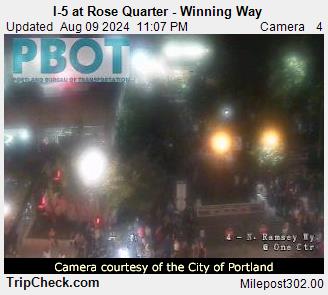 I-5 at Rose Quarter - Winning Way
Updated Aug 09 2024 11:07 PM Camera 4
PBOT
PORTLAND BUREAU OF TRANSPORTATION
4 - N. Ramsey Wy
@ One Ctr
Camera courtesy of the City of Portland
TripCheck.com Milepost302.00